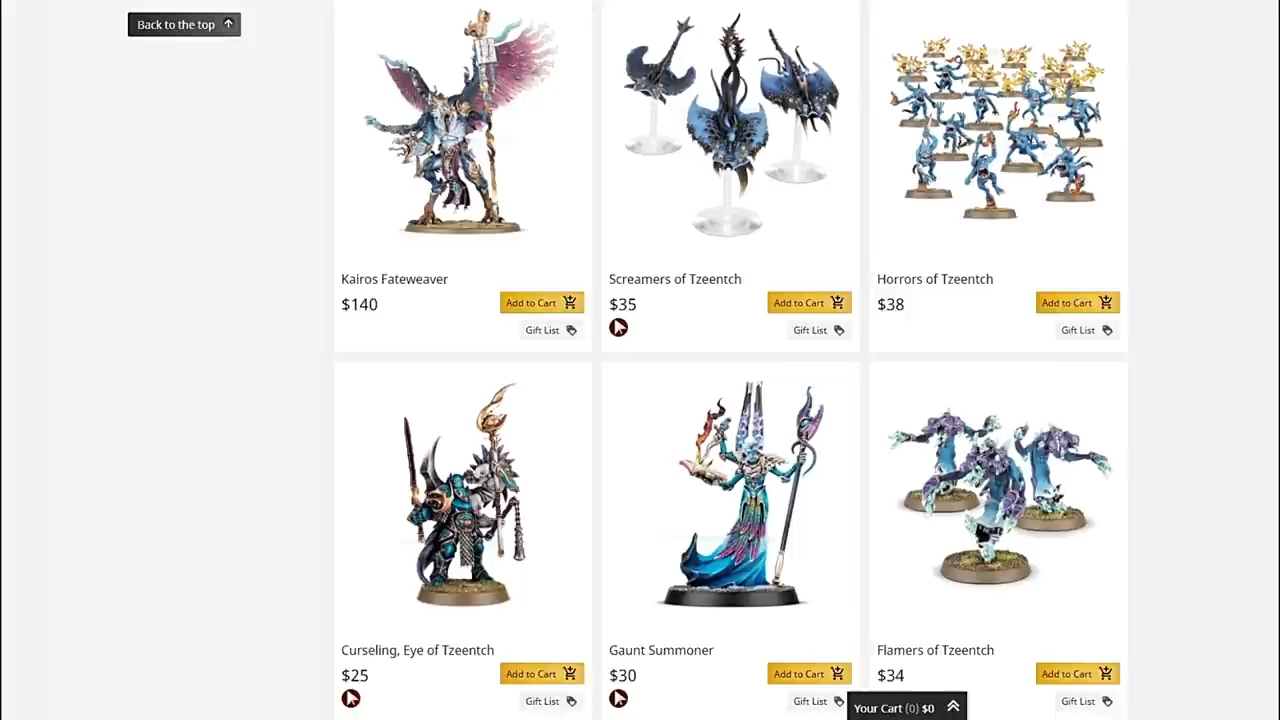 Back to the top
Kairos Fateweaver
$140
Add to Cart
Gift List
Screamers of Tzeentch
$35
Add to Cart
Gift List
Horrors of Tzeentch
$38
Add to Cart
Gift List
Curseling, Eye of Tzeentch
$25
Add to Cart
Gift List
Gaunt Summoner
$30
Add to Cart
Gift List
Flamers of Tzeentch
$34
Add to Cart
Gift List
Your Cart (0) $0